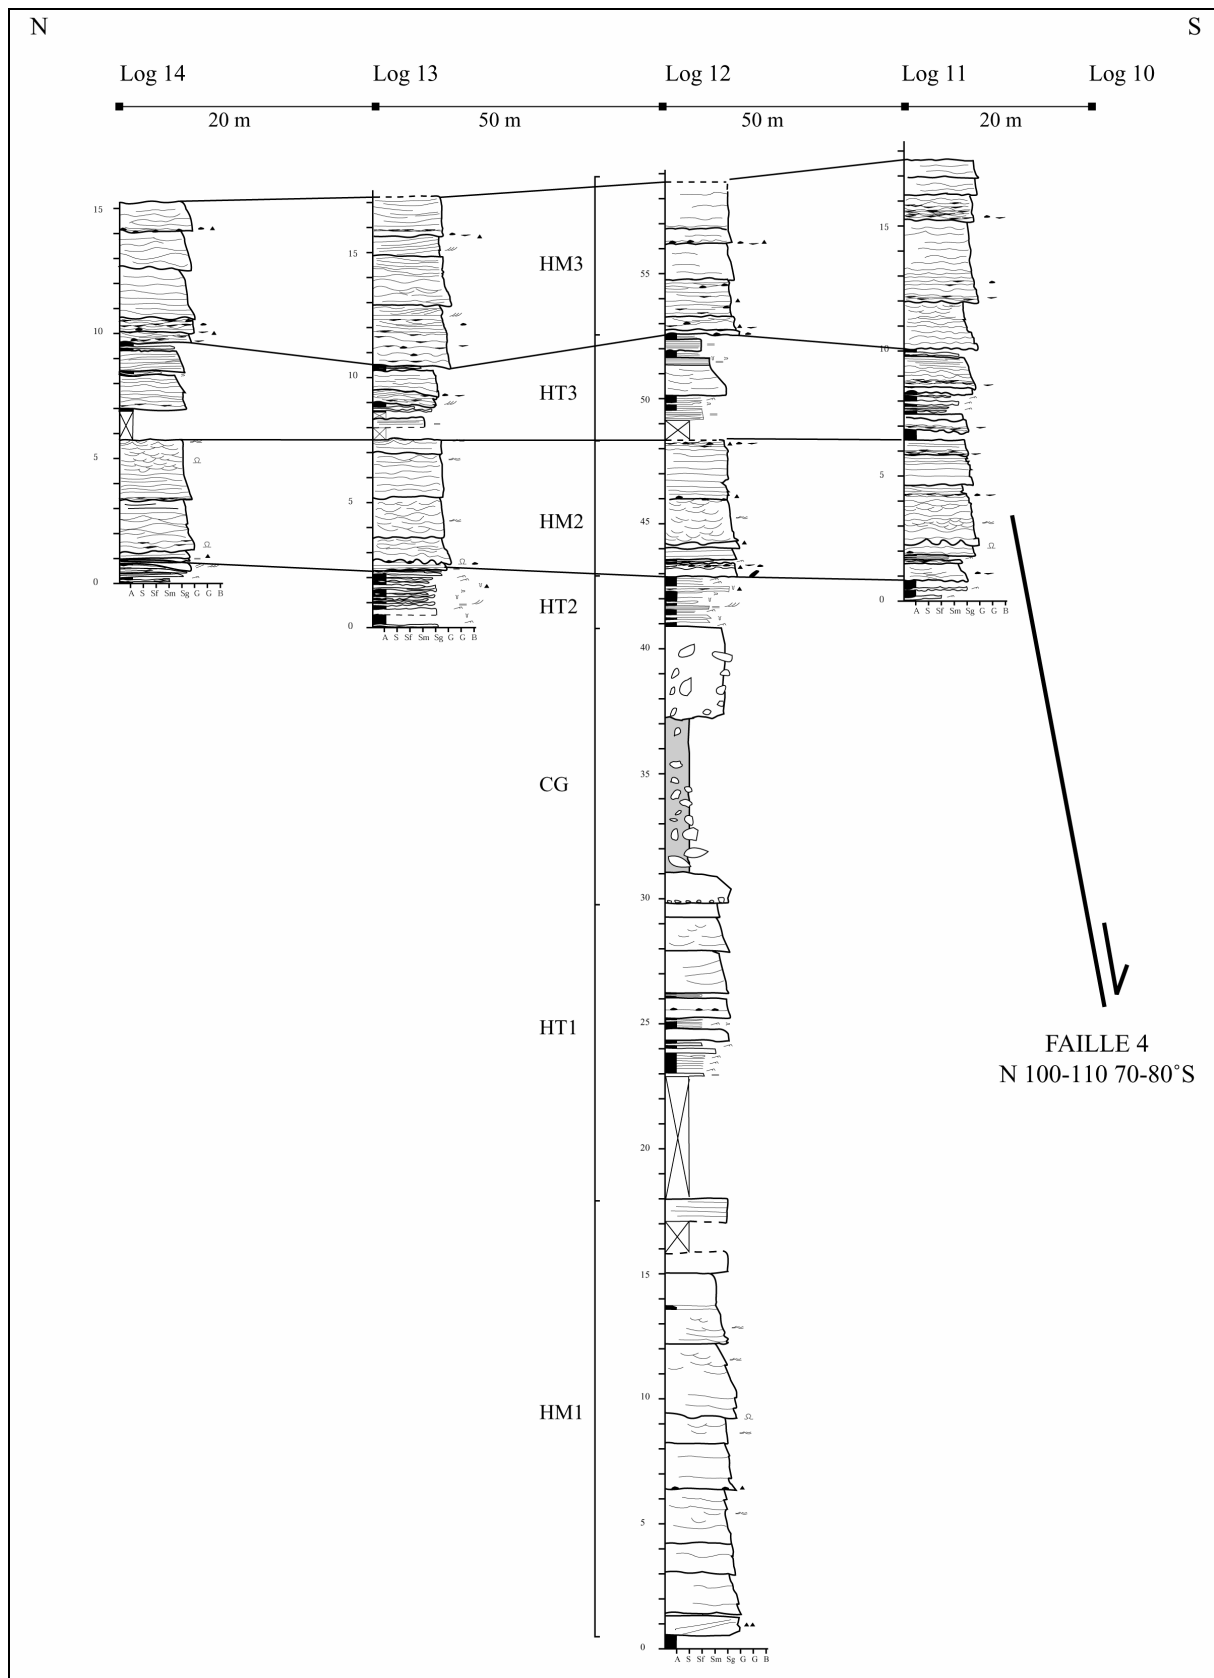 N S
Log 14 Log 13 Log 12 Log 11 Log 10
20 m 50 m 50 m 20 m
HM3
HT3
HM2
HT2
CG
HT1
HM1
15
10
5
0
A S Sf Sm Sg G G B
15
10
5
0
A S Sf Sm Sg G G B
55
50
45
40
35
30
25
20
15
10
5
0
A S Sf Sm Sg G G B
15
10
5
0
A S Sf Sm Sg G G B
FAILLE 4
N 100-110 70-80°S